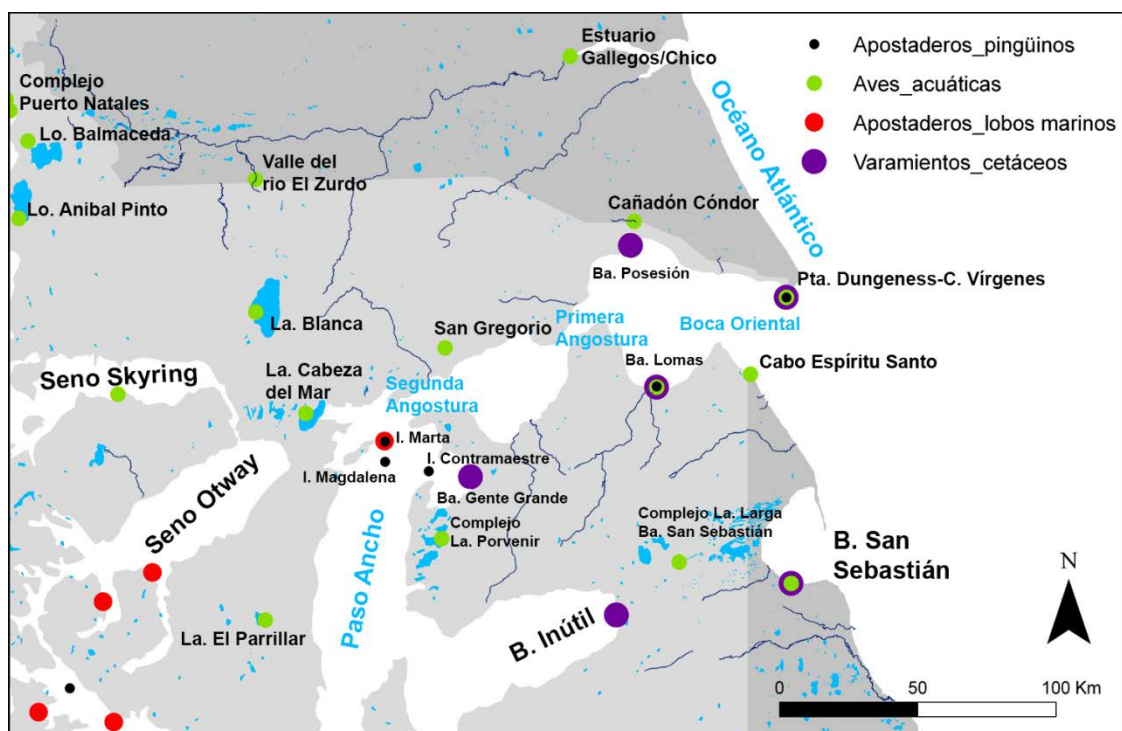 Estuario
Gallegos/Chico
Apostaderos_pingüinos
Aves_acuáticas
Apostaderos_lobos marinos
Varamientos_cetáceos
Océano Atlántico
Complejo
Puerto Natales
Lo. Balmaceda
Valle del
rio El Zurdo
Lo. Anibal Pinto
Cañadón Cóndor
Ba. Posesión
Pta. Dungeness-C. Vírgenes
La. Blanca
San Gregorio
Primera
Angostura
Boca Oriental
Seno Skyring
La. Cabeza
del Mar
Segunda
Angostura
Ba. Lomas
Cabo Espíritu Santo
I. Marta
I. Magdalena
I. Contramaestre
Ba. Gente Grande
Seno Otway
Paso Ancho
Complejo
La. Porvenir
Complejo La. Larga
Ba. San Sebastián
B. San
Sebastián
La. El Parrillar
B. Inútil
N
0 50 100 Km